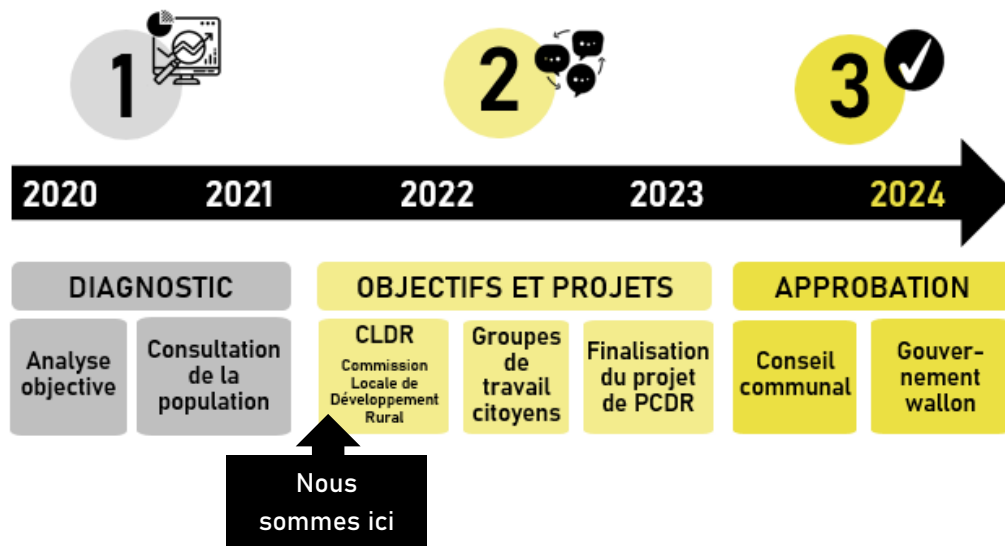 1
2
3
2020
2021
2022
2023
2024
DIAGNOSTIC
OBJECTIFS ET PROJETS
APPROBATION
Analyse
objective
Consultation
de la
population
CLDR
Commission
Locale de
Développement
Rural
Groupes
de
travail
citoyens
Finalisation
du projet
de PCDR
Conseil
communal
Gouver-
nement
wallon
Nous
sommes ici